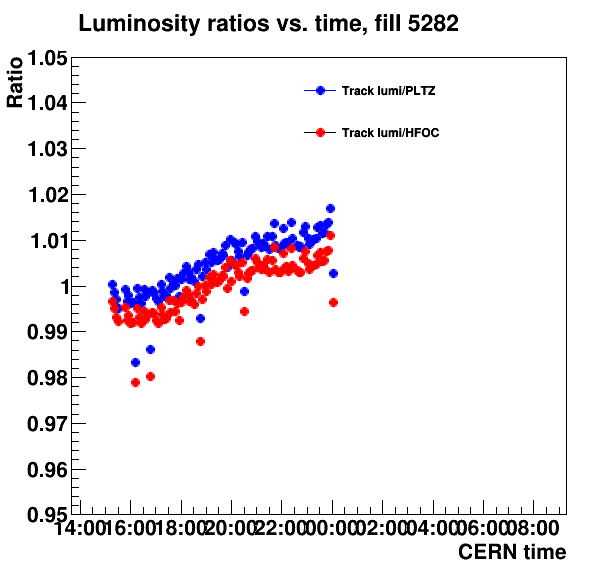 Luminosity ratios vs. time, fill 5282
Ratio
1.05
1.04
1.03
1.02
1.01
1
0.99
0.98
0.97
0.96
0.95
Track lumi/PLTZ
Track lumi/HFOC
14:00 16:00 18:00 20:00 22:00 00:00 02:00 04:00 06:00 08:00
CERN time